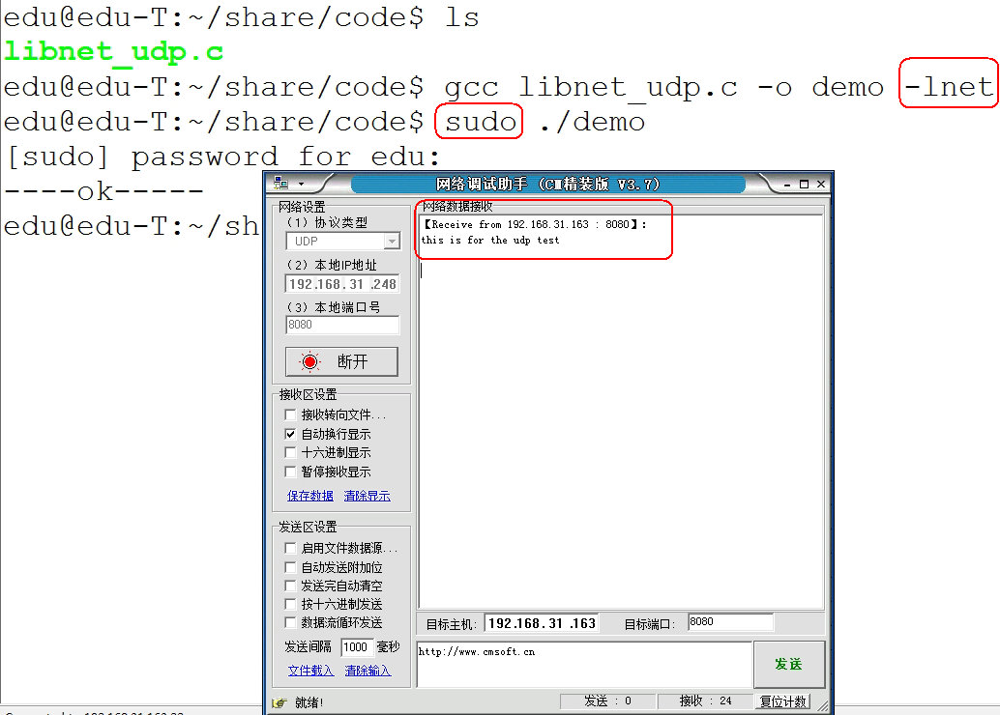 edu@edu-T:~/share/code$ ls
libnet_udp.c
edu@edu-T:~/share/code$ gcc libnet_udp.c -o demo -lnet
edu@edu-T:~/share/code$ sudo ./demo
[sudo] password for edu:
----ok-----
edu@edu-T:~/sh
网络调试助手 (CM精装版 V3.7)
网络设置
(1) 协议类型
UDP
(2) 本地IP地址
192.168.31.248
(3) 本地端口号
8080
断开
接收区设置
接收转向文件...
自动换行显示
十六进制显示
暂停接收显示
保存数据 清除显示
发送区设置
启用文件数据源...
自动发送附加位
发送完自动清空
按十六进制发送
数据流循环发送
发送间隔 1000 毫秒
文件载入 清除输入
网络数据接收
【Receive from 192.168.31.163 : 8080】:
this is for the udp test
目标主机: 192.168.31.163 目标端口: 8080
http://www.cmsoft.cn
发送
就绪! 发送 : 0 接收 : 24 复位计数